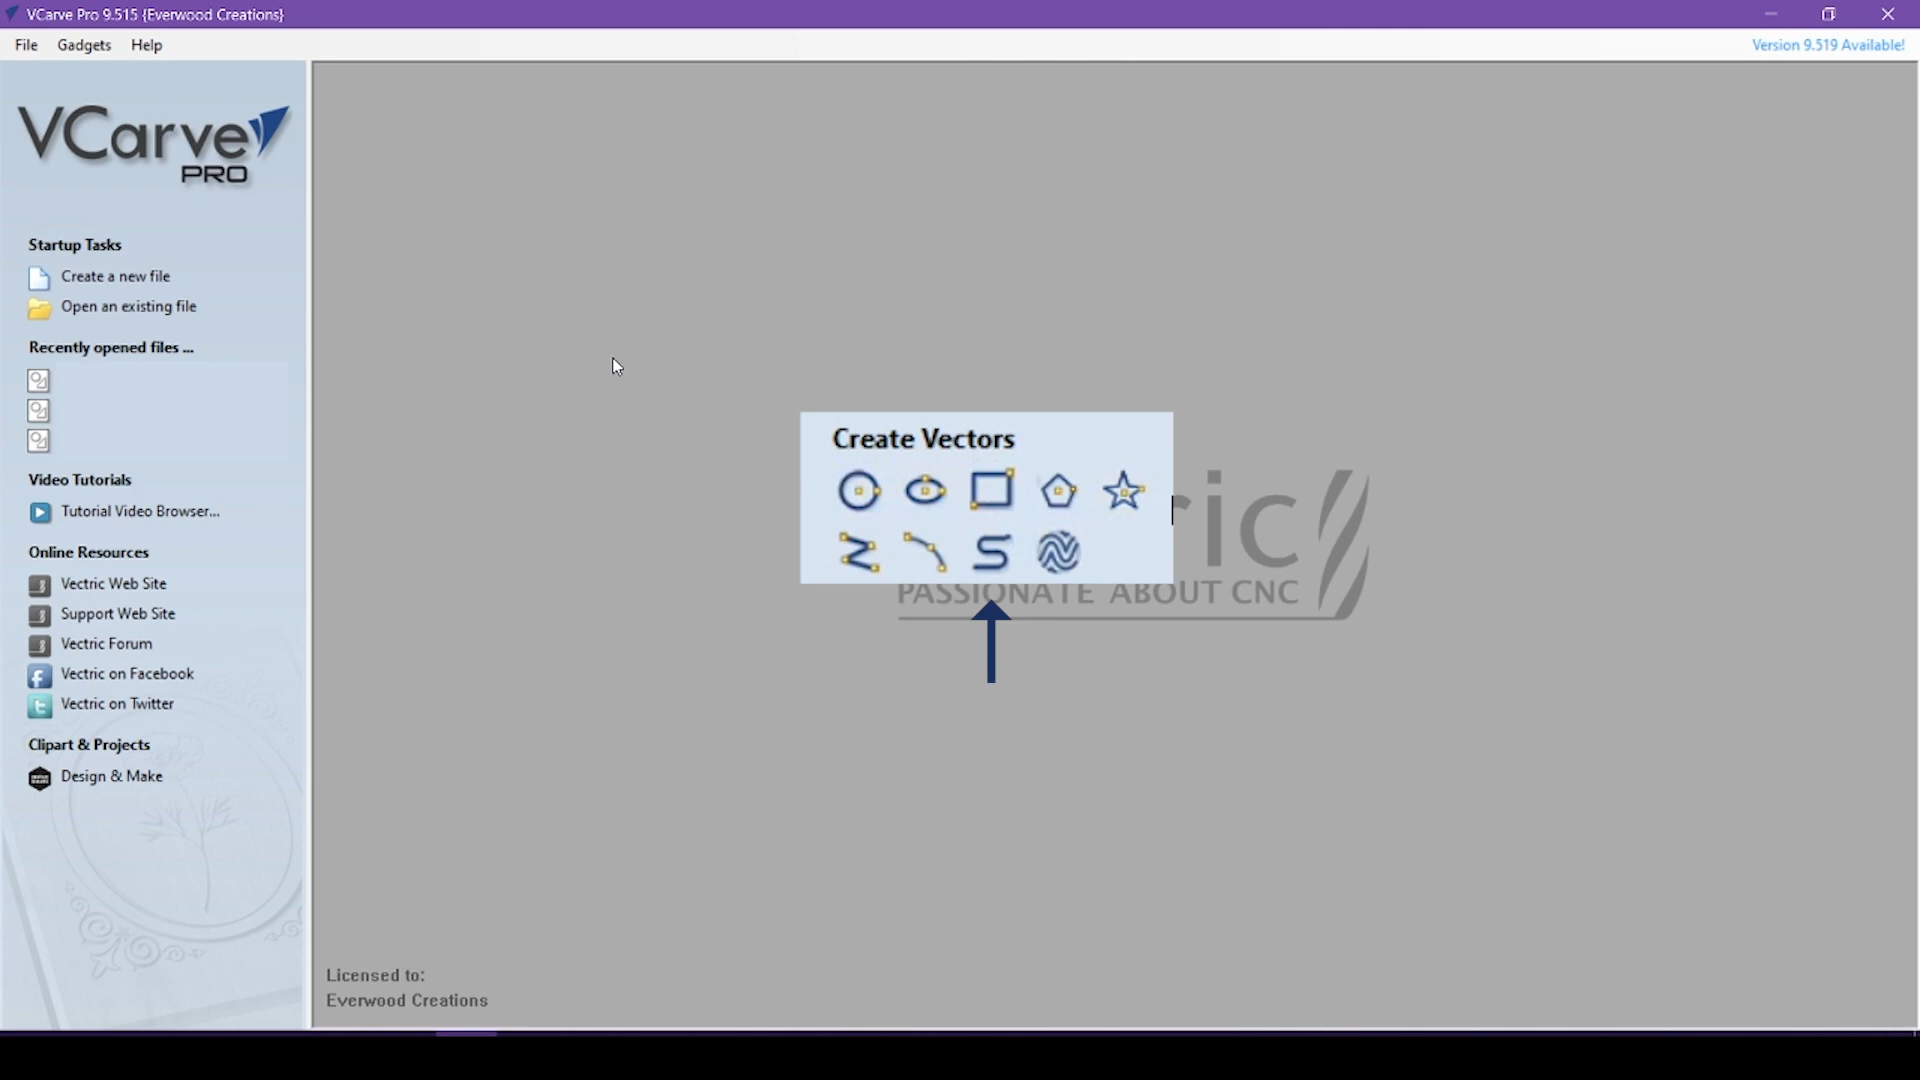 VCarve Pro 9.515 {Everwood Creations}
File Gadgets Help
Version 9.519 Available!
VCarve
PRO
Startup Tasks
Create a new file
Open an existing file
Recently opened files ...
Video Tutorials
Tutorial Video Browser...
Online Resources
Vectric Web Site
Support Web Site
Vectric Forum
Vectric on Facebook
Vectric on Twitter
Clipart & Projects
Design & Make
Create Vectors
ric
PASSIONATE ABOUT CNC
Licensed to:
Everwood Creations